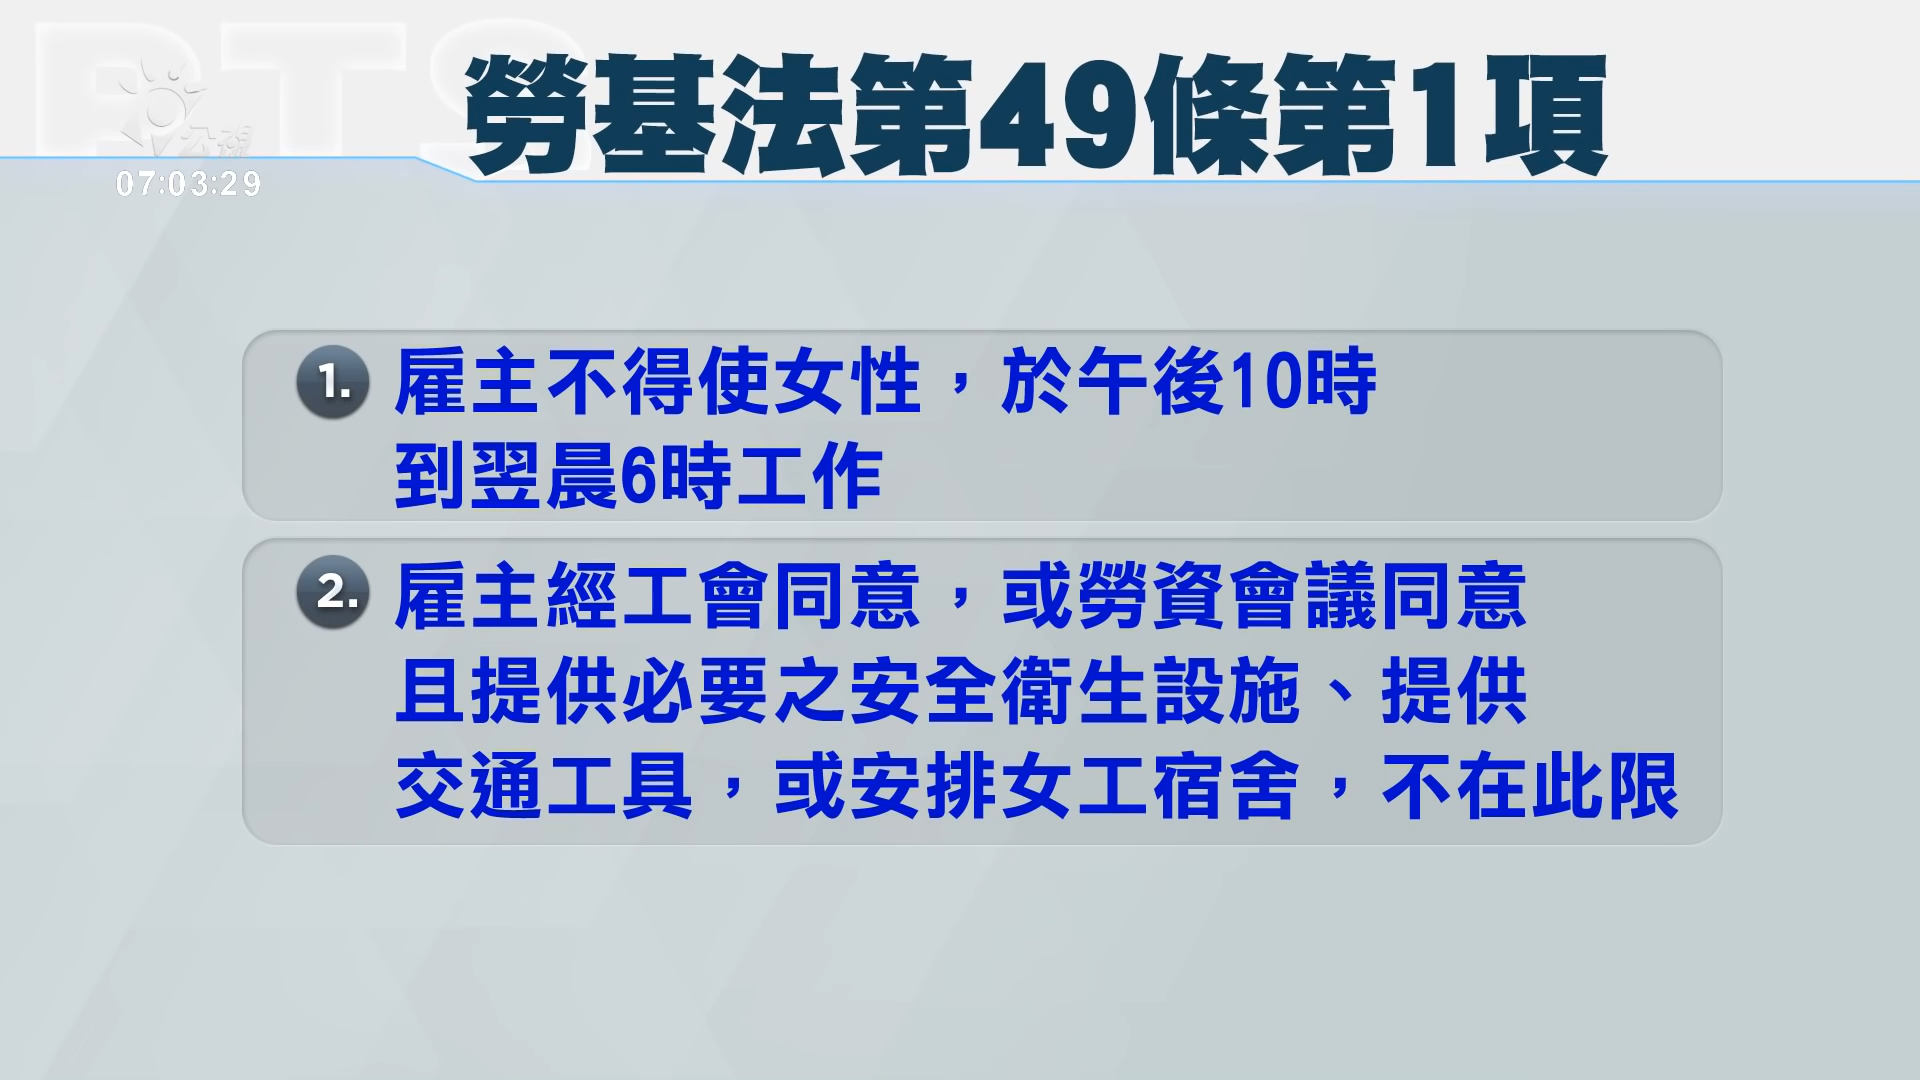 PTS
公視
勞基法第49條第1項
07:03:29
1. 雇主不得使女性，於午後10時
到翌晨6時工作
2. 雇主經工會同意，或勞資會議同意
且提供必要之安全衛生設施、提供
交通工具，或安排女工宿舍，不在此限